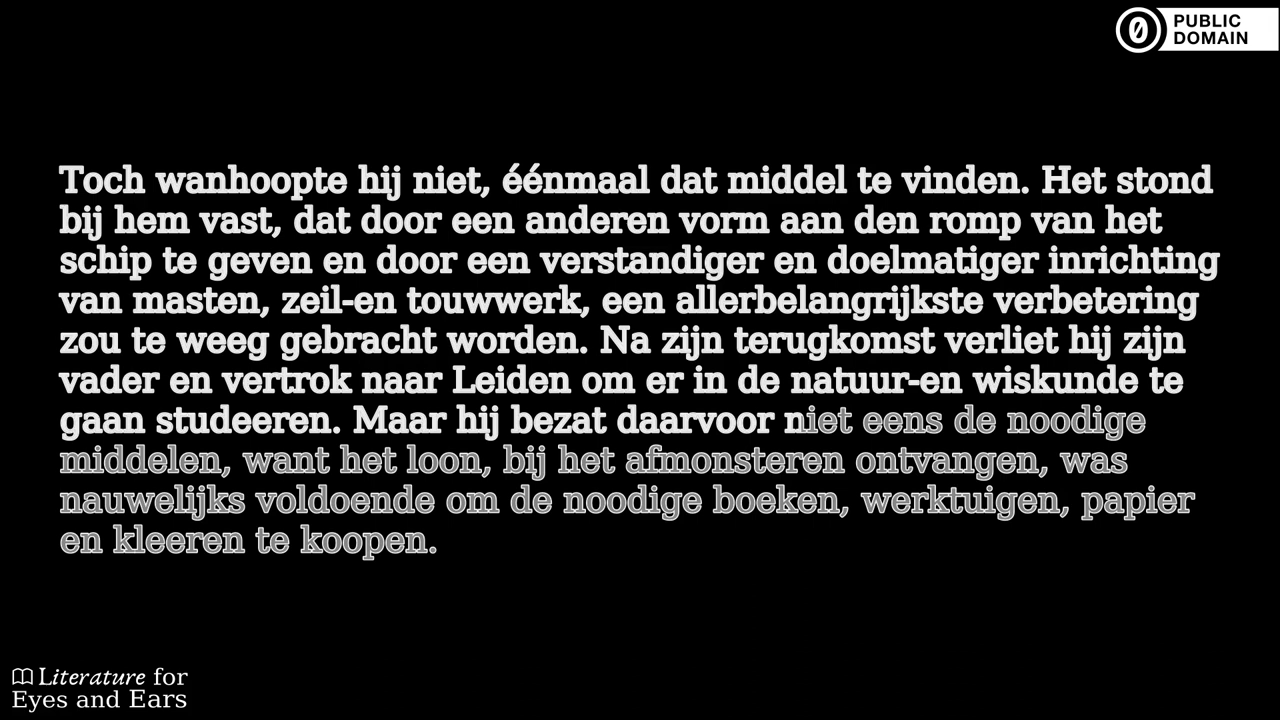 PUBLIC
DOMAIN
Toch wanhoopte hij niet, éénmaal dat middel te vinden. Het stond
bij hem vast, dat door een anderen vorm aan den romp van het
schip te geven en door een verstandiger en doelmatiger inrichting
van masten, zeil-en touwwerk, een allerbelangrijkste verbetering
zou te weeg gebracht worden. Na zijn terugkomst verliet hij zijn
vader en vertrok naar Leiden om er in de natuur-en wiskunde te
gaan studeeren. Maar hij bezat daarvoor niet eens de noodige
middelen, want het loon, bij het afmonsteren ontvangen, was
nauwelijks voldoende om de noodige boeken, werktuigen, papier
en kleeren te koopen.
Literature for
Eyes and Ears